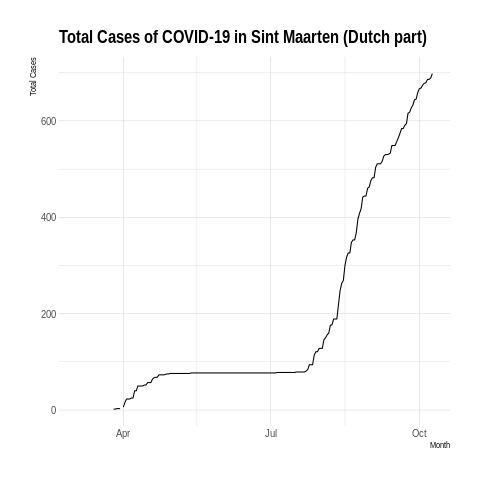 Total Cases of COVID-19 in Sint Maarten (Dutch part)
Total Cases
600
400
200
0
Apr Jul Oct
Month